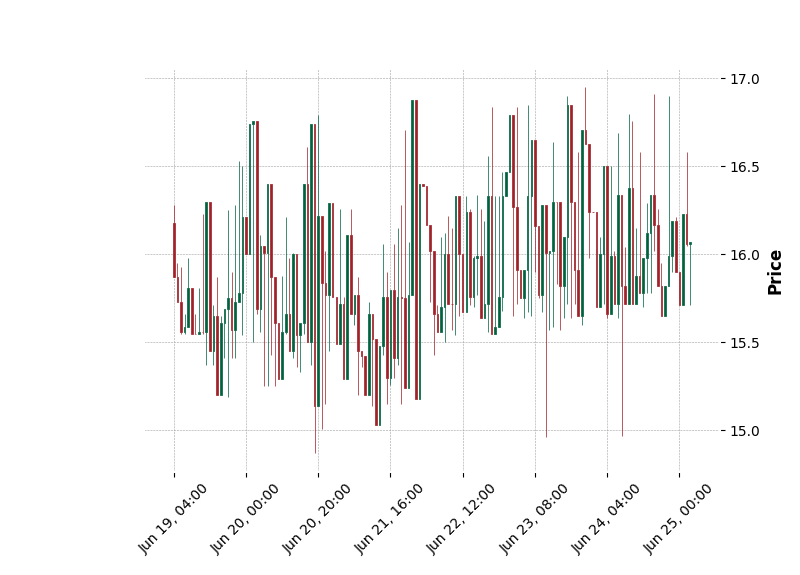 17.0
16.5
16.0
15.5
15.0
Price
Jun 19, 04:00
Jun 20, 00:00
Jun 20, 20:00
Jun 21, 16:00
Jun 22, 12:00
Jun 23, 08:00
Jun 24, 04:00
Jun 25, 00:00